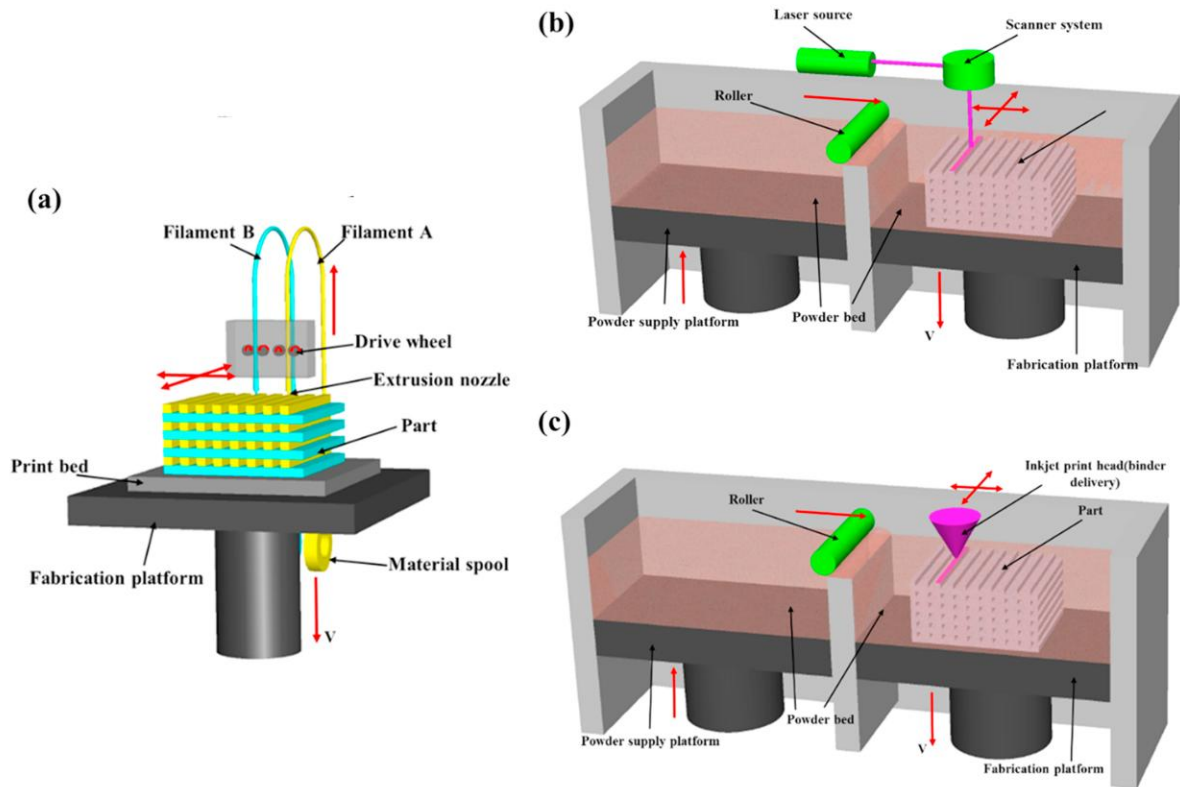 (a)
Filament B
Filament A
Drive wheel
Extrusion nozzle
Part
Print bed
Fabrication platform
Material spool
V
(b)
Laser source
Scanner system
Roller
Powder supply platform
Powder bed
V
Fabrication platform
(c)
Inkjet print head(binder
delivery)
Roller
Part
Powder supply platform
Powder bed
V
Fabrication platform